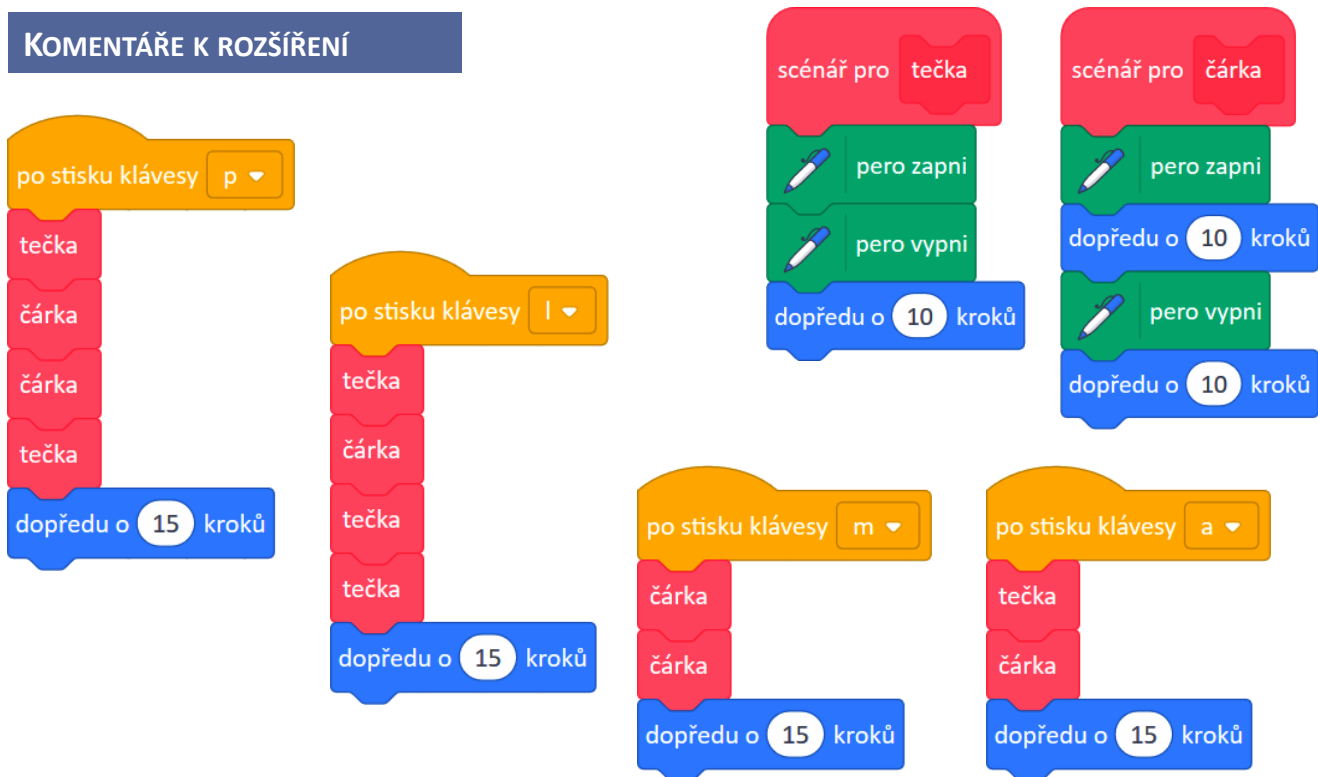 KOMENTÁŘE K ROZŠÍŘENÍ
po stisku klávesy p
tečka
čárka
čárka
tečka
dopředu o 15 kroků
po stisku klávesy l
tečka
čárka
tečka
tečka
dopředu o 15 kroků
scénář pro tečka
pero zapni
pero vypni
dopředu o 10 kroků
scénář pro čárka
pero zapni
dopředu o 10 kroků
pero vypni
dopředu o 10 kroků
po stisku klávesy m
čárka
čárka
dopředu o 15 kroků
po stisku klávesy a
tečka
čárka
dopředu o 15 kroků